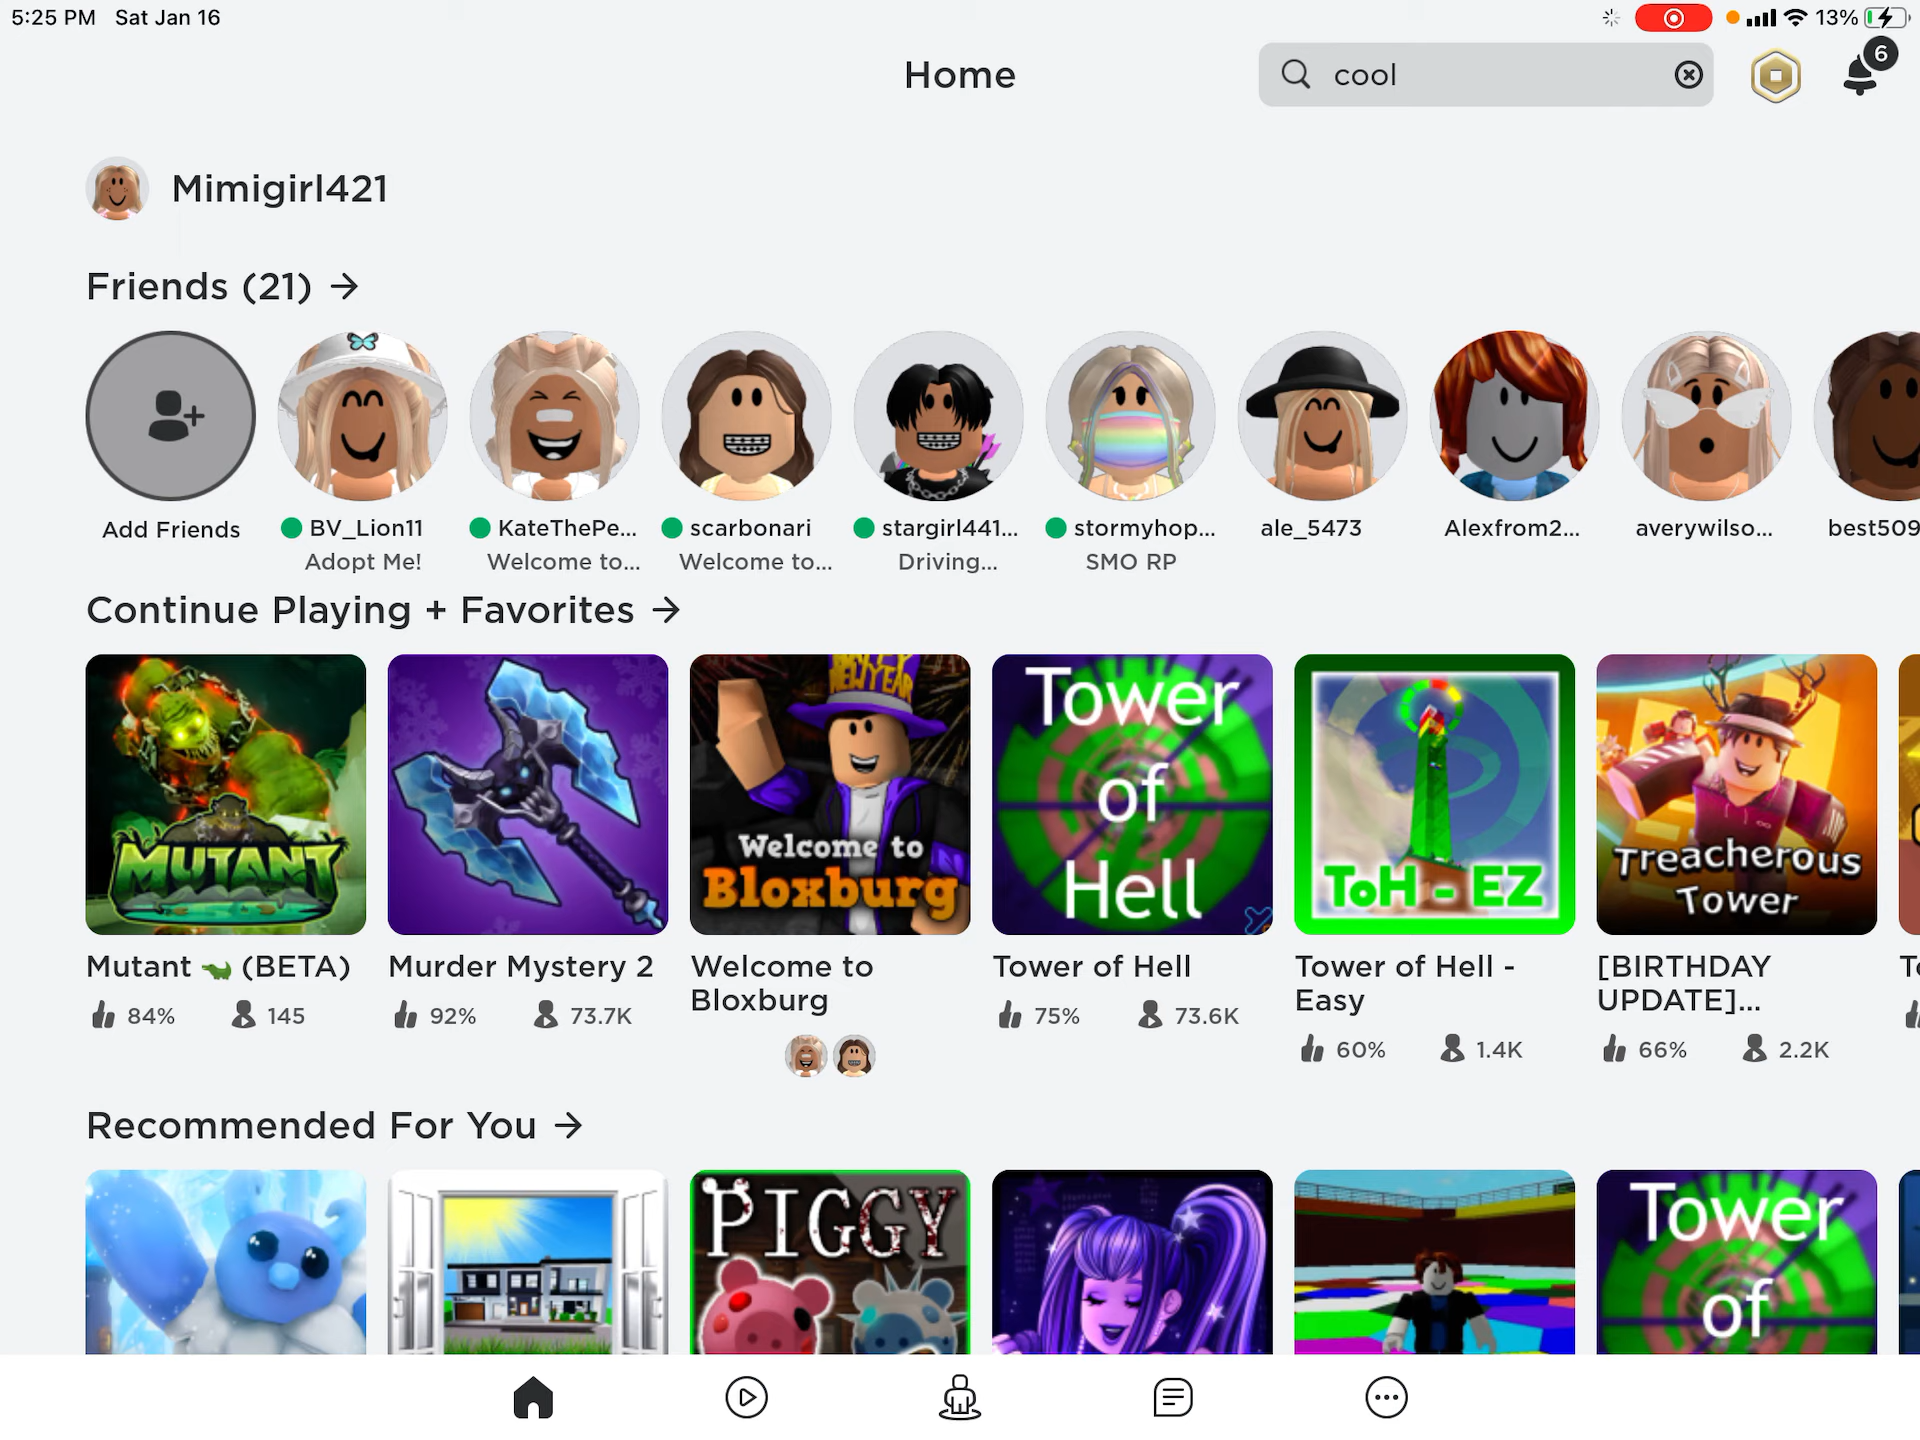 5:25 PM Sat Jan 16
13%
Home
cool
6
Mimigirl421
Friends (21) →
Add Friends
BV_Lion11
KateThePe...
scarbonari
stargirl441...
stormyhop...
ale_5473
Alexfrom2...
averywilso...
best509
Adopt Me!
Welcome to...
Welcome to...
Driving...
SMO RP
Continue Playing + Favorites →
MUTANT
NEW YEAR
Welcome to
Bloxburg
Tower
of
Hell
ToH - EZ
Treacherous
Tower
Mutant 🐊 (BETA)
84% 145
Murder Mystery 2
92% 73.7K
Welcome to
Bloxburg
Tower of Hell
75% 73.6K
Tower of Hell -
Easy
60% 1.4K
[BIRTHDAY
UPDATE]...
66% 2.2K
Recommended For You →
PIGGY
Tower
of